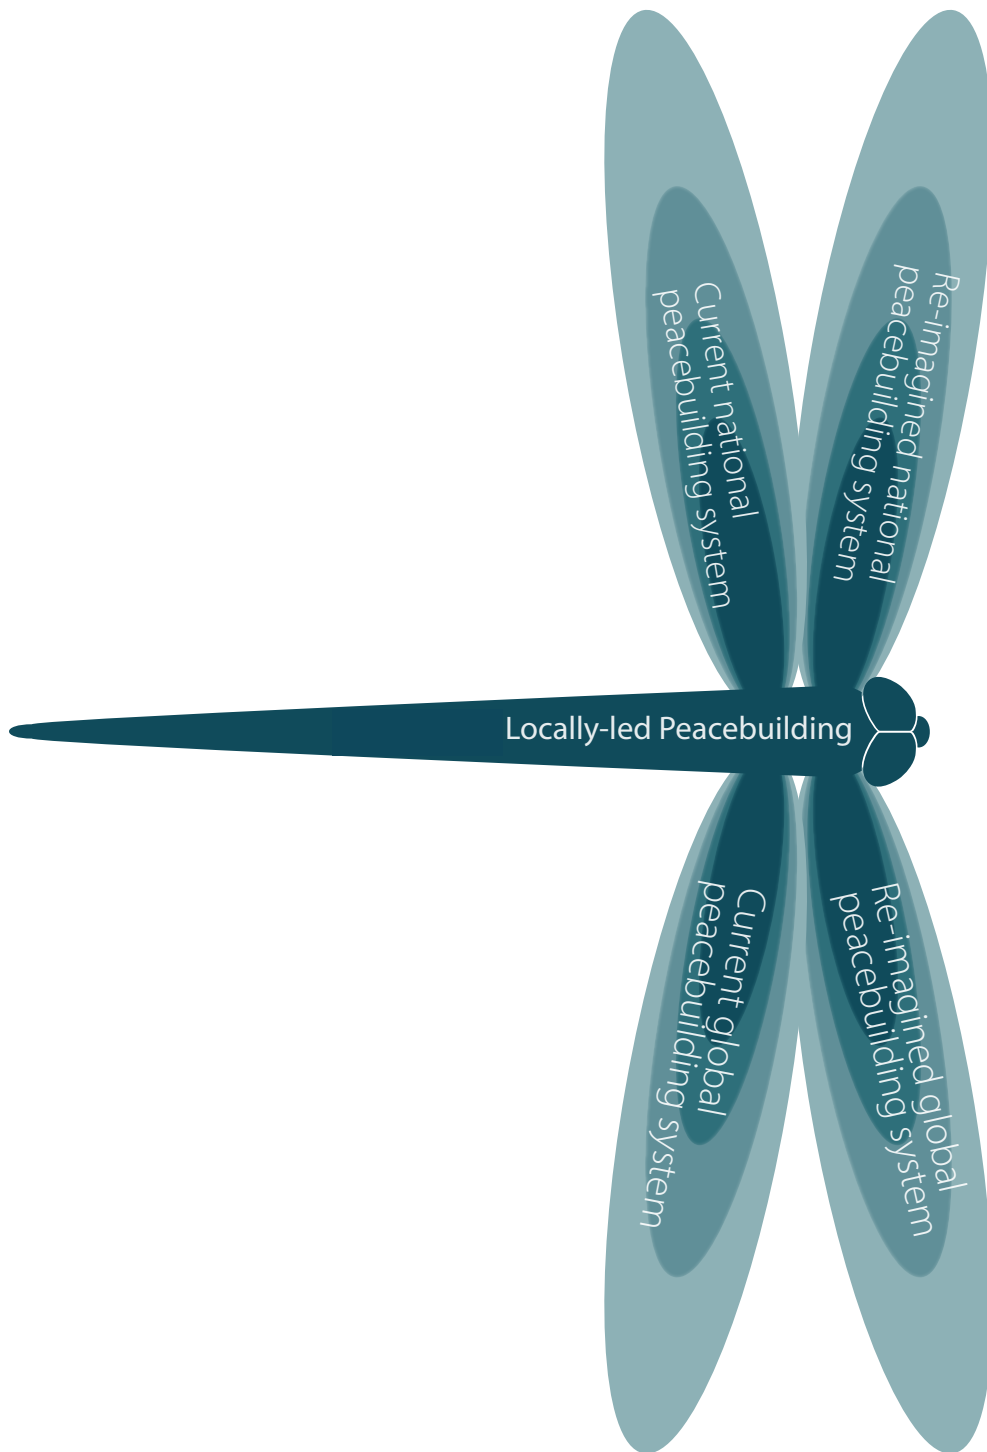 Current national
peacebuilding system
Re-imagined national
peacebuilding system
Locally-led Peacebuilding
Current global
peacebuilding system
Re-imagined global
peacebuilding system